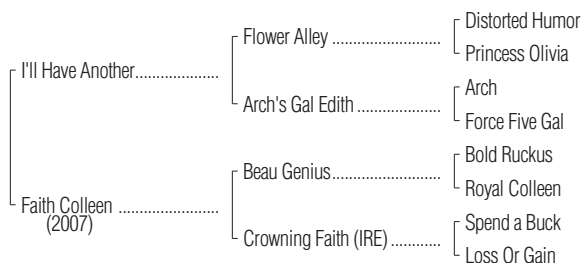 Distorted Humor
Flower Alley
Princess Olivia
I'll Have Another
Arch
Arch's Gal Edith
Force Five Gal
Bold Ruckus
Beau Genius
Royal Colleen
Faith Colleen
(2007)
Spend a Buck
Crowning Faith (IRE)
Loss Or Gain